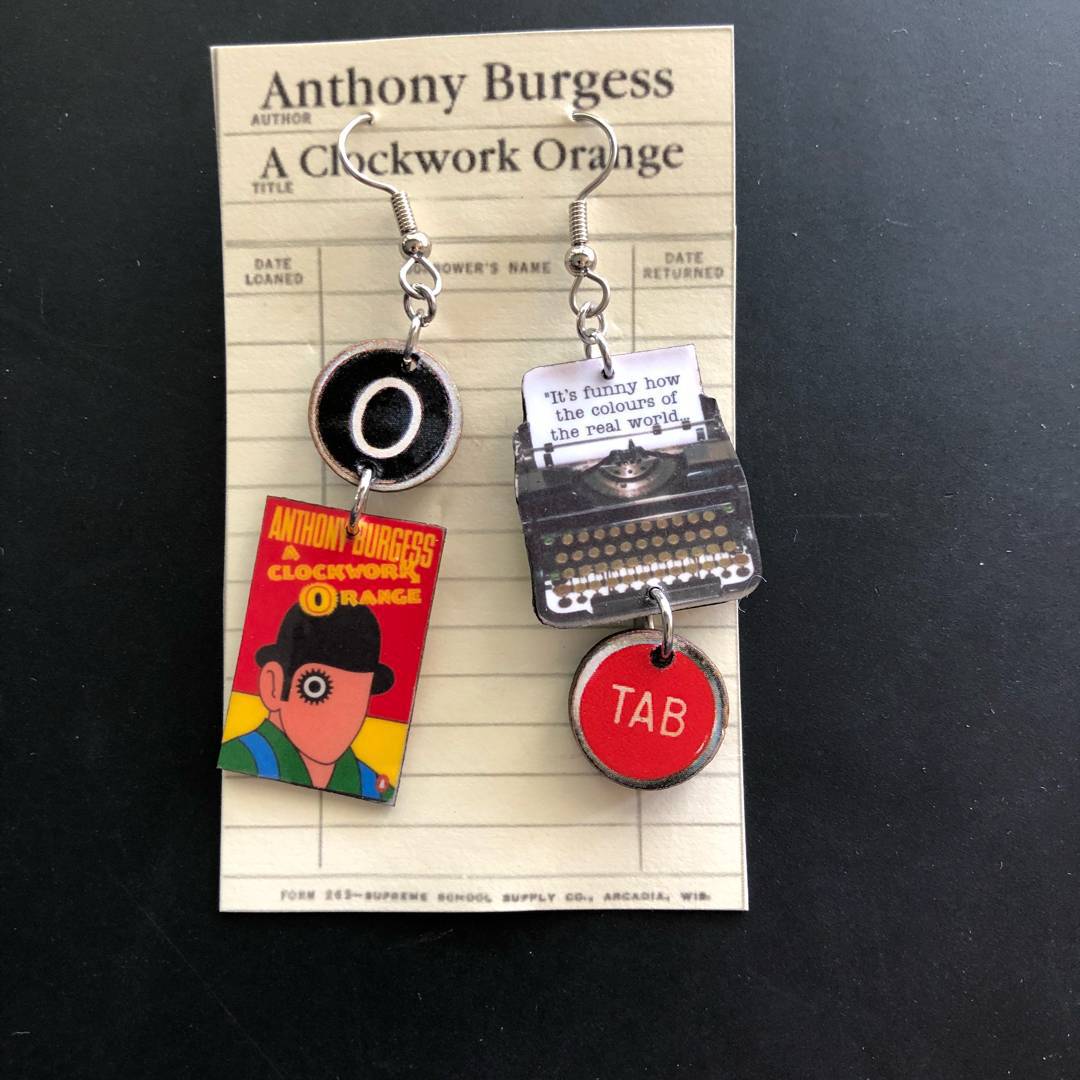 Anthony Burgess
AUTHOR
A Clockwork Orange
TITLE
DATE
LOANED
BORROWER'S NAME
DATE
RETURNED
O
ANTHONY BURGESS
A
CLOCKWORK
ORANGE
"It's funny how
the colours of
the real world...
TAB
FORM 263—SUPREME SCHOOL SUPPLY CO., ARCADIA, WIS.